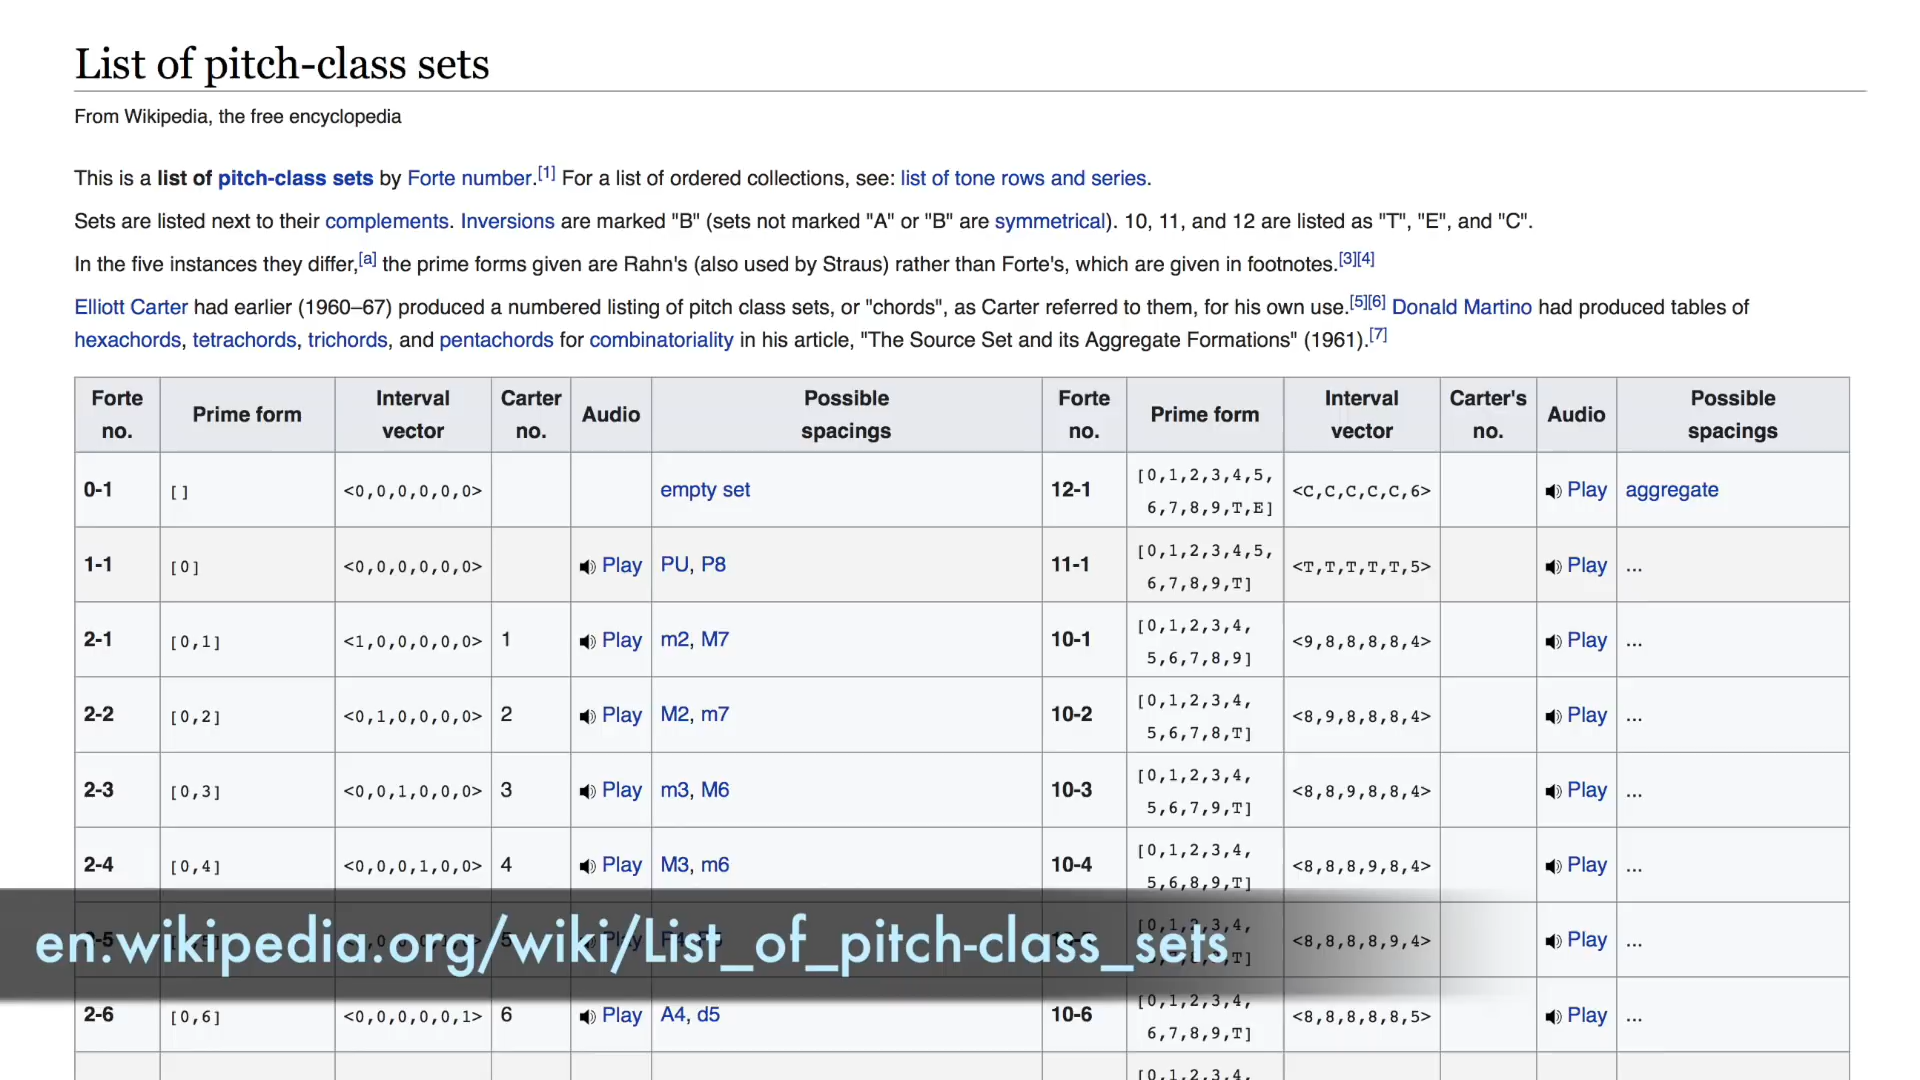 List of pitch-class sets
From Wikipedia, the free encyclopedia
This is a list of pitch-class sets by Forte number.[1] For a list of ordered collections, see: list of tone rows and series.
Sets are listed next to their complements. Inversions are marked "B" (sets not marked "A" or "B" are symmetrical). 10, 11, and 12 are listed as "T", "E", and "C".
In the five instances they differ,[a] the prime forms given are Rahn's (also used by Straus) rather than Forte's, which are given in footnotes.[3][4]
Elliott Carter had earlier (1960–67) produced a numbered listing of pitch class sets, or "chords", as Carter referred to them, for his own use.[5][6] Donald Martino had produced tables of
hexachords, tetrachords, trichords, and pentachords for combinatoriality in his article, "The Source Set and its Aggregate Formations" (1961).[7]
Forte no. Prime form Interval vector Carter no. Audio Possible spacings Forte no. Prime form Interval vector Carter's no. Audio Possible spacings
0-1 [] <0,0,0,0,0,0> empty set 12-1 [0,1,2,3,4,5, 6,7,8,9,T,E] <C,C,C,C,C,6> Play aggregate
1-1 [0] <0,0,0,0,0,0> Play PU, P8 11-1 [0,1,2,3,4,5, 6,7,8,9,T] <T,T,T,T,T,5> Play ...
2-1 [0,1] <1,0,0,0,0,0> 1 Play m2, M7 10-1 [0,1,2,3,4, 5,6,7,8,9] <9,8,8,8,8,4> Play ...
2-2 [0,2] <0,1,0,0,0,0> 2 Play M2, m7 10-2 [0,1,2,3,4, 5,6,7,8,T] <8,9,8,8,8,4> Play ...
2-3 [0,3] <0,0,1,0,0,0> 3 Play m3, M6 10-3 [0,1,2,3,4, 5,6,7,9,T] <8,8,9,8,8,4> Play ...
2-4 [0,4] <0,0,0,1,0,0> 4 Play M3, m6 10-4 [0,1,2,3,4, 5,6,8,9,T] <8,8,8,9,8,4> Play ...
<8,8,8,8,9,4> Play ...
en.wikipedia.org/wiki/List_of_pitch-class_sets
2-6 [0,6] <0,0,0,0,0,1> 6 Play A4, d5 10-6 [0,1,2,3,4, 6,7,8,9,T] <8,8,8,8,8,5> Play ...
[0,1,2,3,4,